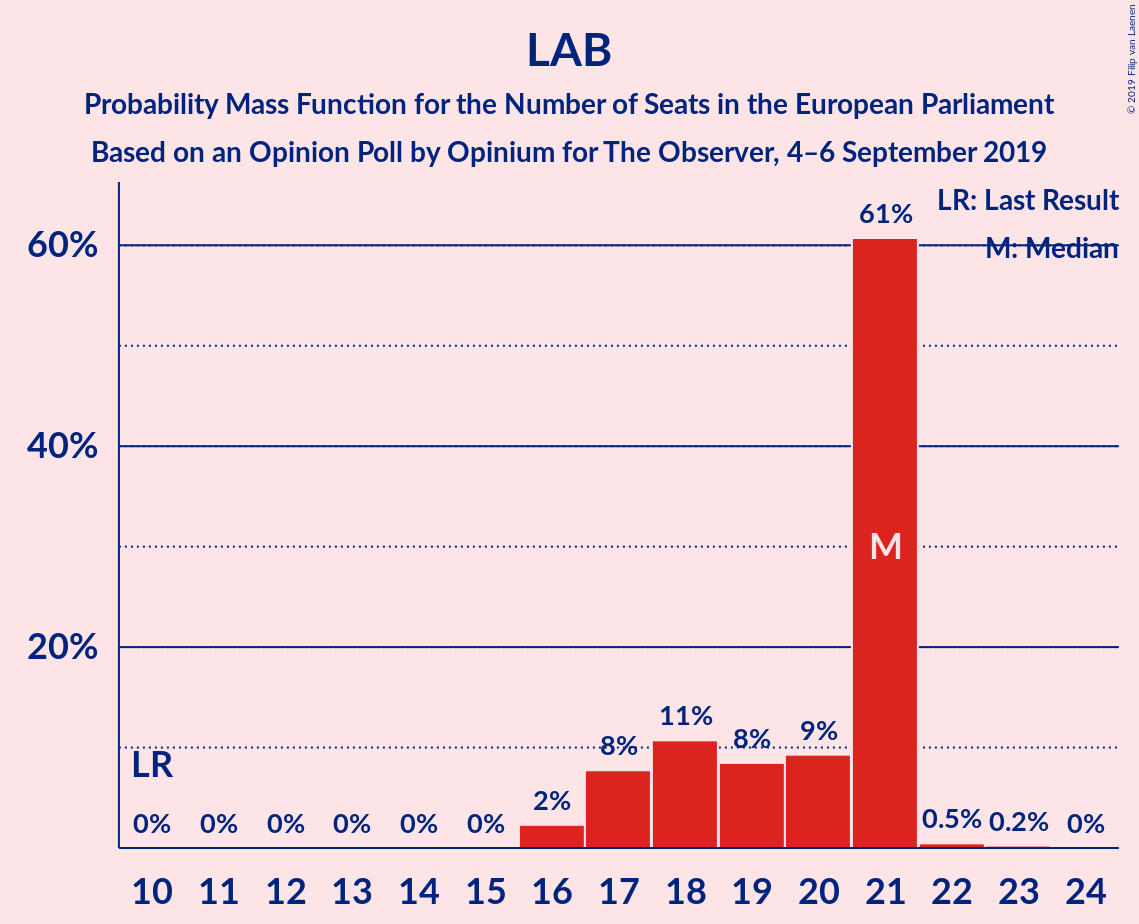 LAB
Probability Mass Function for the Number of Seats in the European Parliament
Based on an Opinion Poll by Opinium for The Observer, 4–6 September 2019
© 2019 Filip van Laenen
LR: Last Result
M: Median
61%
60%
40%
M
20%
11%
9%
8%
8%
LR
2%
0% 0% 0% 0% 0% 0% 0.5% 0.2% 0%
10 11 12 13 14 15 16 17 18 19 20 21 22 23 24